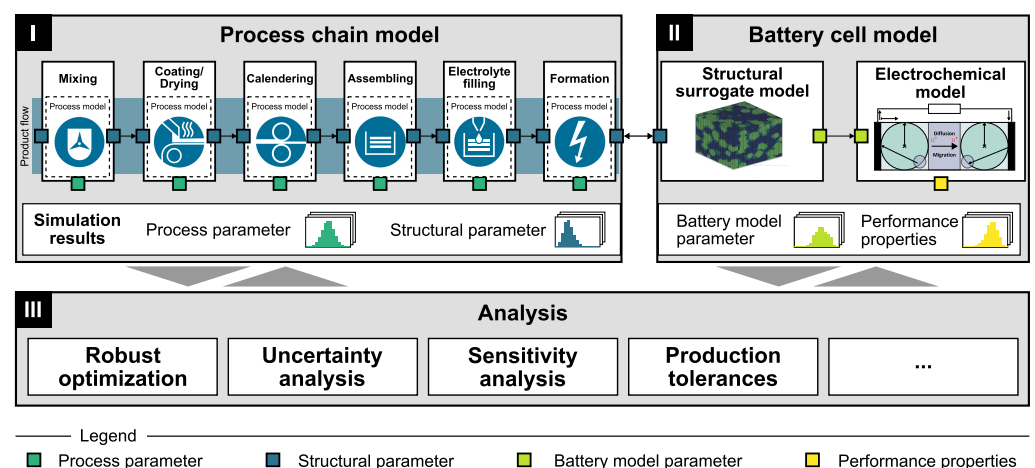 I
Process chain model
Mixing
Coating/
Drying
Calendering
Assembling
Electrolyte
filling
Formation
Process model
Process model
Process model
Process model
Process model
Process model
Product flow
Simulation
results
Process parameter
Structural parameter
II
Battery cell model
Structural
surrogate model
Electrochemical
model
Diffusion
Migration
Battery model
parameter
Performance
properties
III
Analysis
Robust
optimization
Uncertainty
analysis
Sensitivity
analysis
Production
tolerances
...
Legend
Process parameter
Structural parameter
Battery model parameter
Performance properties